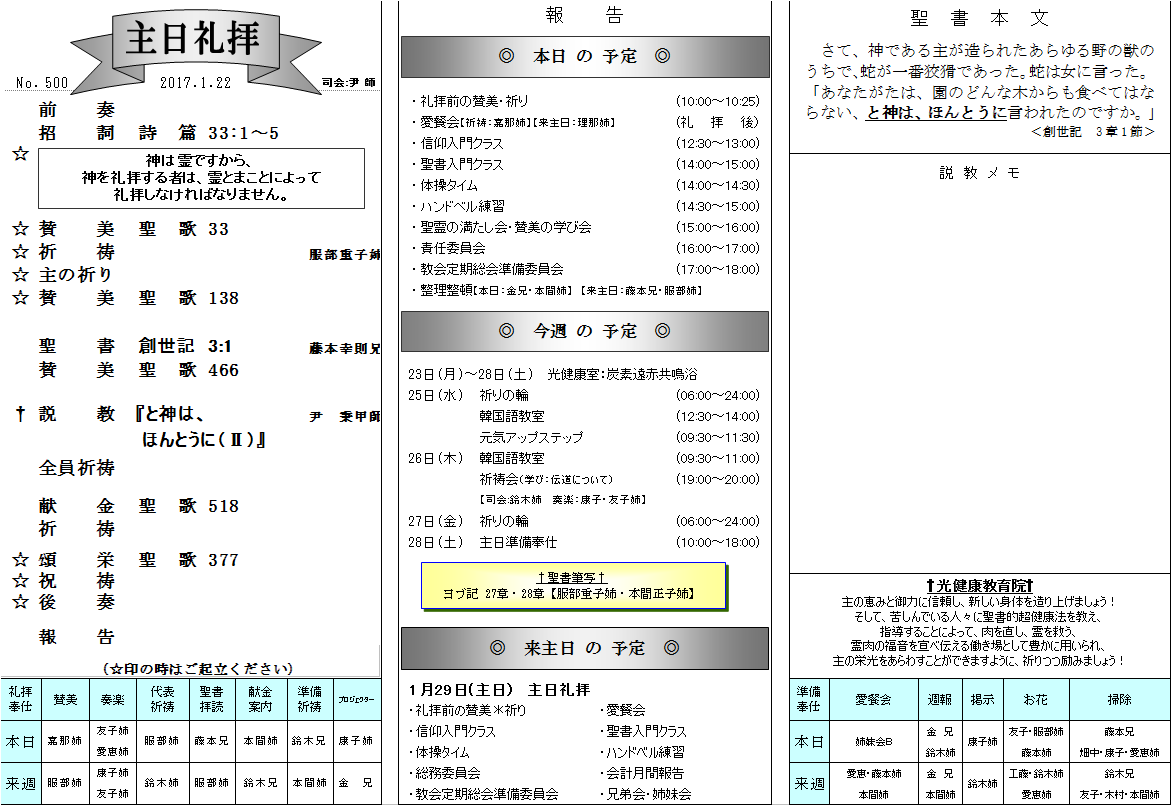 主日礼拝
No. 500 2017.1.22 司会:尹 師
前 奏
招 詞 詩 篇 33:1~5
☆ 神は霊ですから、
神を礼拝する者は、霊とまことによって
礼拝しなければなりません。
☆ 賛 美 聖 歌 33
☆ 祈 祷 服部重子姉
☆ 主の祈り
☆ 賛 美 聖 歌 138
聖 書 創世記 3:1 藤本幸則兄
賛 美 聖 歌 466
† 説 教 『と神は、 尹 秉甲師
ほんとうに(Ⅱ)』
全員祈祷
献 金 聖 歌 518
祈 祷
☆ 頌 栄 聖 歌 377
☆ 祝 祷
☆ 後 奏
報 告
(☆印の時はご起立ください)
礼拝奉仕 賛美 奏楽 代表祈祷 聖書拝読 献金案内 準備祈祷 プロジェクター
本日 嘉那姉 友子姉 愛恵姉 服部姉 藤本兄 本間姉 鈴木兄 康子姉
来週 服部姉 康子姉 友子姉 鈴木姉 服部姉 鈴木兄 本間姉 金 兄
報 告
◎ 本日 の 予定 ◎
・礼拝前の賛美・祈り (10:00~10:25)
・愛餐会【祈祷:嘉那姉】【来主日:理那姉】 (礼 拝 後)
・信仰入門クラス (12:30~13:00)
・聖書入門クラス (14:00~15:00)
・体操タイム (14:00~14:30)
・ハンドベル練習 (14:30~15:00)
・聖霊の満たし会・賛美の学び会 (15:00~16:00)
・責任委員会 (16:00~17:00)
・教会定期総会準備委員会 (17:00~18:00)
・整理整頓【本日:金兄・本間姉】 【来主日:藤本兄・服部姉】
◎ 今週 の 予定 ◎
23日(月)~28日(土) 光健康室:炭素遠赤共鳴浴
25日(水) 祈りの輪 (06:00~24:00)
韓国語教室 (12:30~14:00)
元気アップステップ (09:30~11:30)
26日(木) 韓国語教室 (09:30~11:00)
祈祷会(学び:伝道について) (19:00~20:00)
【司会:鈴木姉 奏楽:康子・友子姉】
27日(金) 祈りの輪 (06:00~24:00)
28日(土) 主日準備奉仕 (10:00~18:00)
†聖書筆写†
ヨブ記 27章・28章【服部重子姉・本間正子姉】
◎ 来主日 の 予定 ◎
1月29日(主日) 主日礼拝
・礼拝前の賛美*祈り ・愛餐会
・信仰入門クラス ・聖書入門クラス
・体操タイム ・ハンドベル練習
・総務委員会 ・会計月間報告
・教会定期総会準備委員会 ・兄弟会・姉妹会
聖 書 本 文
さて、神である主が造られたあらゆる野の獣の
うちで、蛇が一番狡猾であった。蛇は女に言った。
「あなたがたは、園のどんな木からも食べてはな
らない、と神は、ほんとうに言われたのですか。」
<創世記 3章1節>
説 教 メ モ
†光健康教育院†
主の恵みと御力に信頼し、新しい身体を造り上げましょう!
そして、苦しんでいる人々に聖書的超健康法を教え、
指導することによって、肉を直し、霊を救う、
霊肉の福音を宣べ伝える働き場として豊かに用いられ、
主の栄光をあらわすことができますように、祈りつつ励みましょう!
準備奉仕 愛餐会 週報 掲示 お花 掃除
本日 姉妹会B 金 兄 鈴木姉 康子姉 友子・服部姉 藤本姉 藤本兄 畑中・康子・愛恵姉
来週 愛恵・藤本姉 本間姉 金 兄 本間姉 鈴木姉 工藤・鈴木姉 愛恵姉 鈴木兄 友子・木村・本間姉